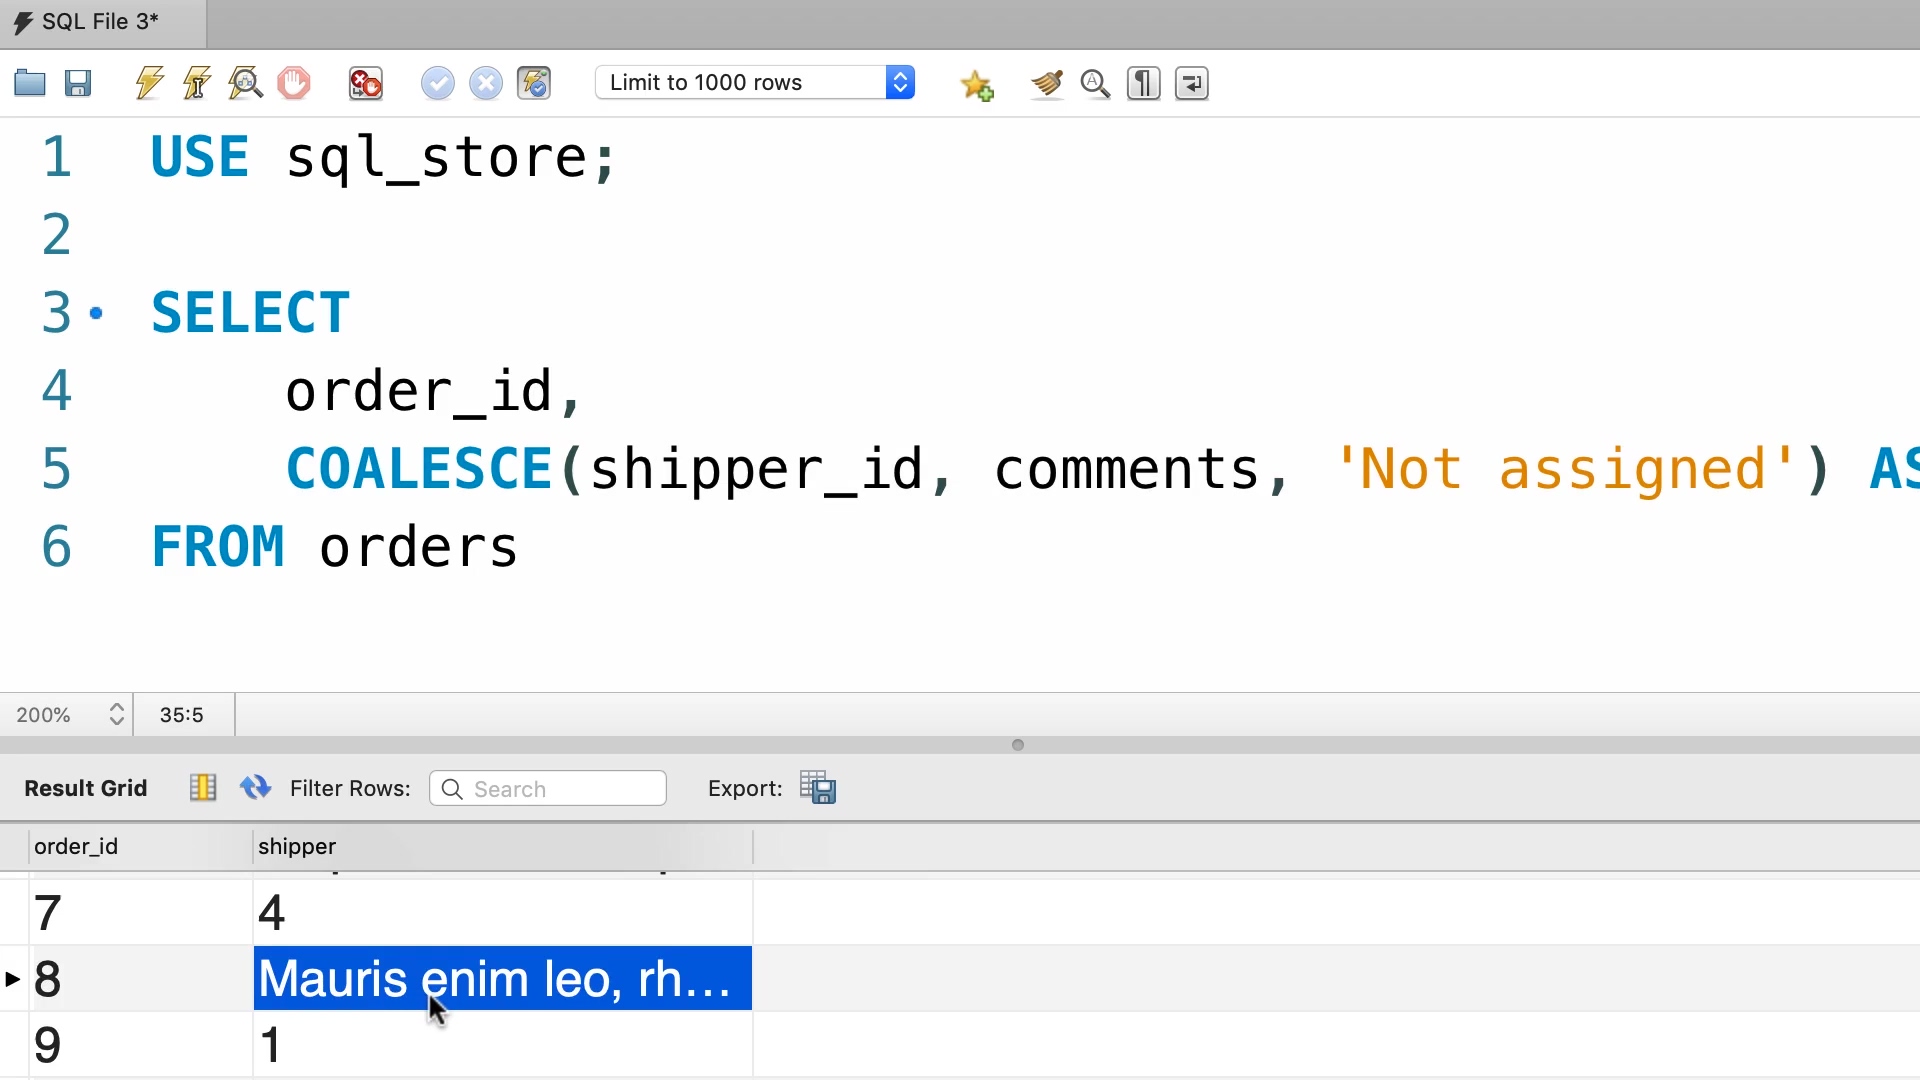 SQL File 3*
Limit to 1000 rows
1 USE sql_store;
2
3 SELECT
4 order_id,
5 COALESCE(shipper_id, comments, 'Not assigned') AS
6 FROM orders
200% 35:5
Result Grid Filter Rows: Search Export:
order_id shipper
7 4
8 Mauris enim leo, rh...
9 1